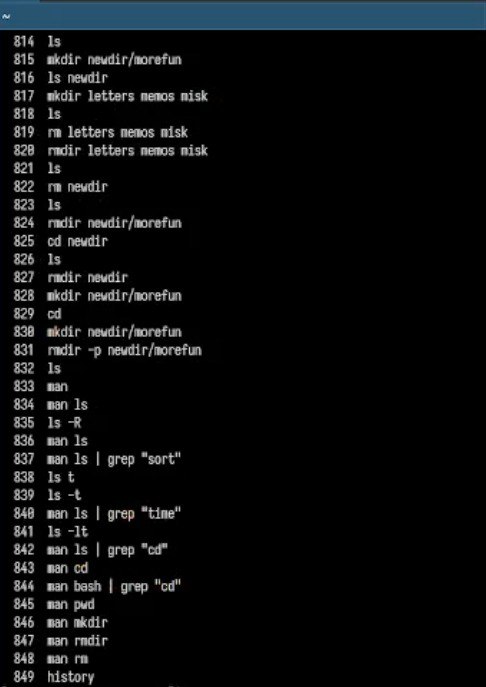 ~
814 ls
815 mkdir newdir/morefun
816 ls newdir
817 mkdir letters memos misk
818 ls
819 rm letters memos misk
820 rmdir letters memos misk
821 ls
822 rm newdir
823 ls
824 rmdir newdir/morefun
825 cd newdir
826 ls
827 rmdir newdir
828 mkdir newdir/morefun
829 cd
830 mkdir newdir/morefun
831 rmdir -p newdir/morefun
832 ls
833 man
834 man ls
835 ls -R
836 man ls
837 man ls | grep "sort"
838 ls t
839 ls -t
840 man ls | grep "time"
841 ls -lt
842 man ls | grep "cd"
843 man cd
844 man bash | grep "cd"
845 man pwd
846 man mkdir
847 man rmdir
848 man rm
849 history